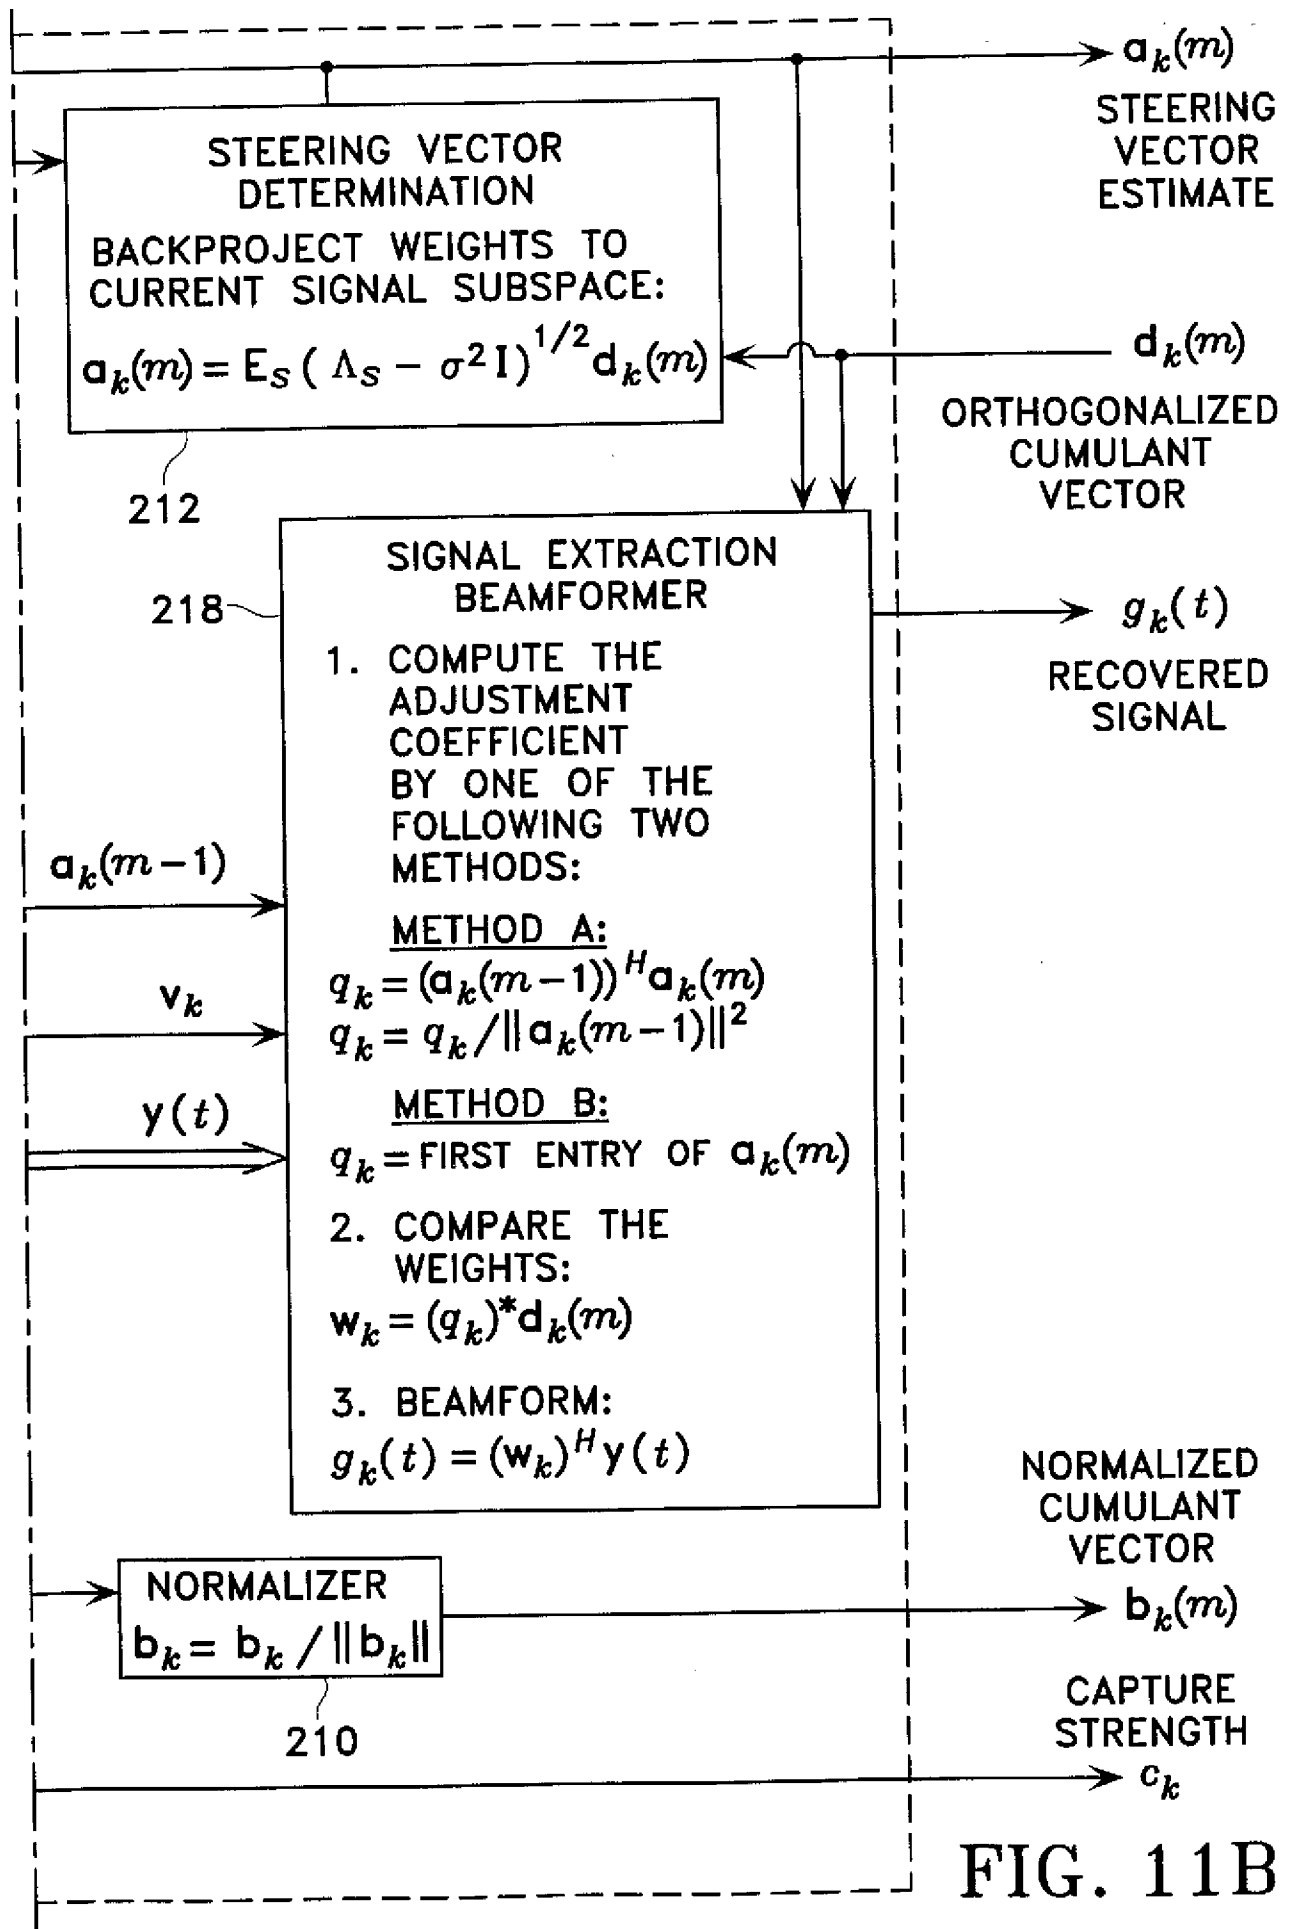 a_k(m)
STEERING
VECTOR
ESTIMATE
STEERING VECTOR
DETERMINATION
BACKPROJECT WEIGHTS TO
CURRENT SIGNAL SUBSPACE:
a_k(m) = E_S ( Λ_S − σ² I )^1/2 d_k(m)
212
d_k(m)
ORTHOGONALIZED
CUMULANT
VECTOR
SIGNAL EXTRACTION
BEAMFORMER
218
g_k(t)
RECOVERED
SIGNAL
1. COMPUTE THE
ADJUSTMENT
COEFFICIENT
BY ONE OF THE
FOLLOWING TWO
METHODS:
a_k(m−1)
METHOD A:
q_k = (a_k(m−1))^H a_k(m)
v_k
q_k = q_k / ||a_k(m−1)||²
METHOD B:
y(t)
q_k = FIRST ENTRY OF a_k(m)
2. COMPARE THE
WEIGHTS:
w_k = (q_k)* d_k(m)
3. BEAMFORM:
g_k(t) = (w_k)^H y(t)
NORMALIZED
CUMULANT
VECTOR
b_k(m)
NORMALIZER
b_k = b_k / ||b_k||
210
CAPTURE
STRENGTH
c_k
FIG. 11B